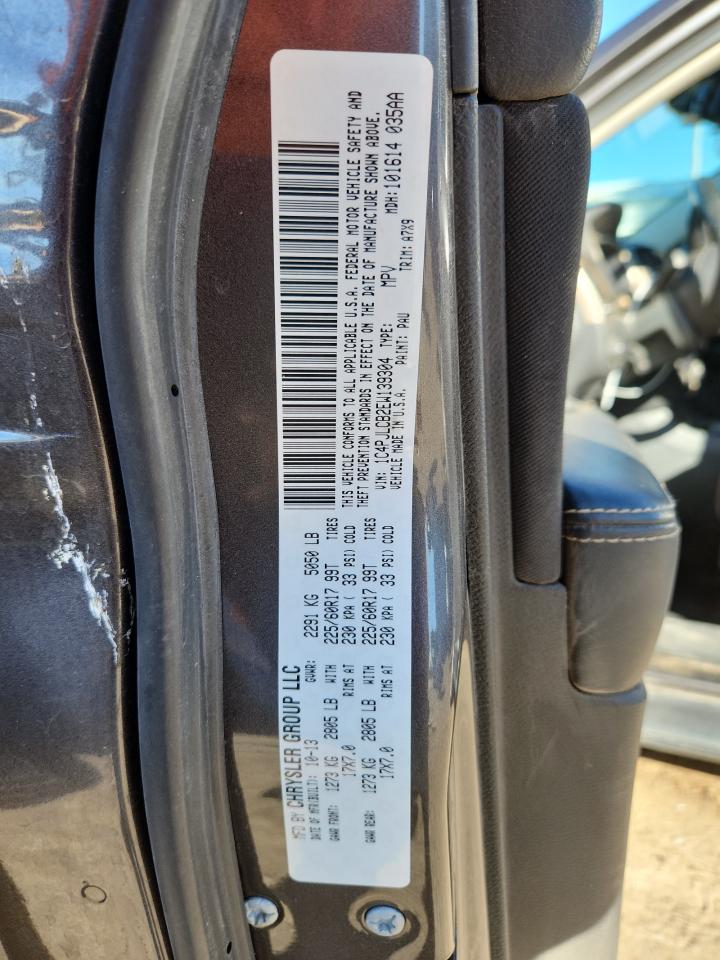 MFD BY CHRYSLER GROUP LLC
DATE OF MFR(BUILT): 10-13 GVWR: 2291 KG 5050 LB
GAWR FRONT: 1273 KG 2805 LB WITH 225/60R17 99T TIRES
17X7.0 RIMS AT 230 KPA ( 33 PSI) COLD
GAWR REAR: 1273 KG 2805 LB WITH 225/60R17 99T TIRES
17X7.0 RIMS AT 230 KPA ( 33 PSI) COLD
THIS VEHICLE CONFORMS TO ALL APPLICABLE U.S.A. FEDERAL MOTOR VEHICLE SAFETY AND
THEFT PREVENTION STANDARDS IN EFFECT ON THE DATE OF MANUFACTURE SHOWN ABOVE.
VIN: 1C4PJLCB2EW139304 TYPE: MPV MDH: 101614 035AA
VEHICLE MADE IN U.S.A. PAINT: PAU TRIM: A7X9